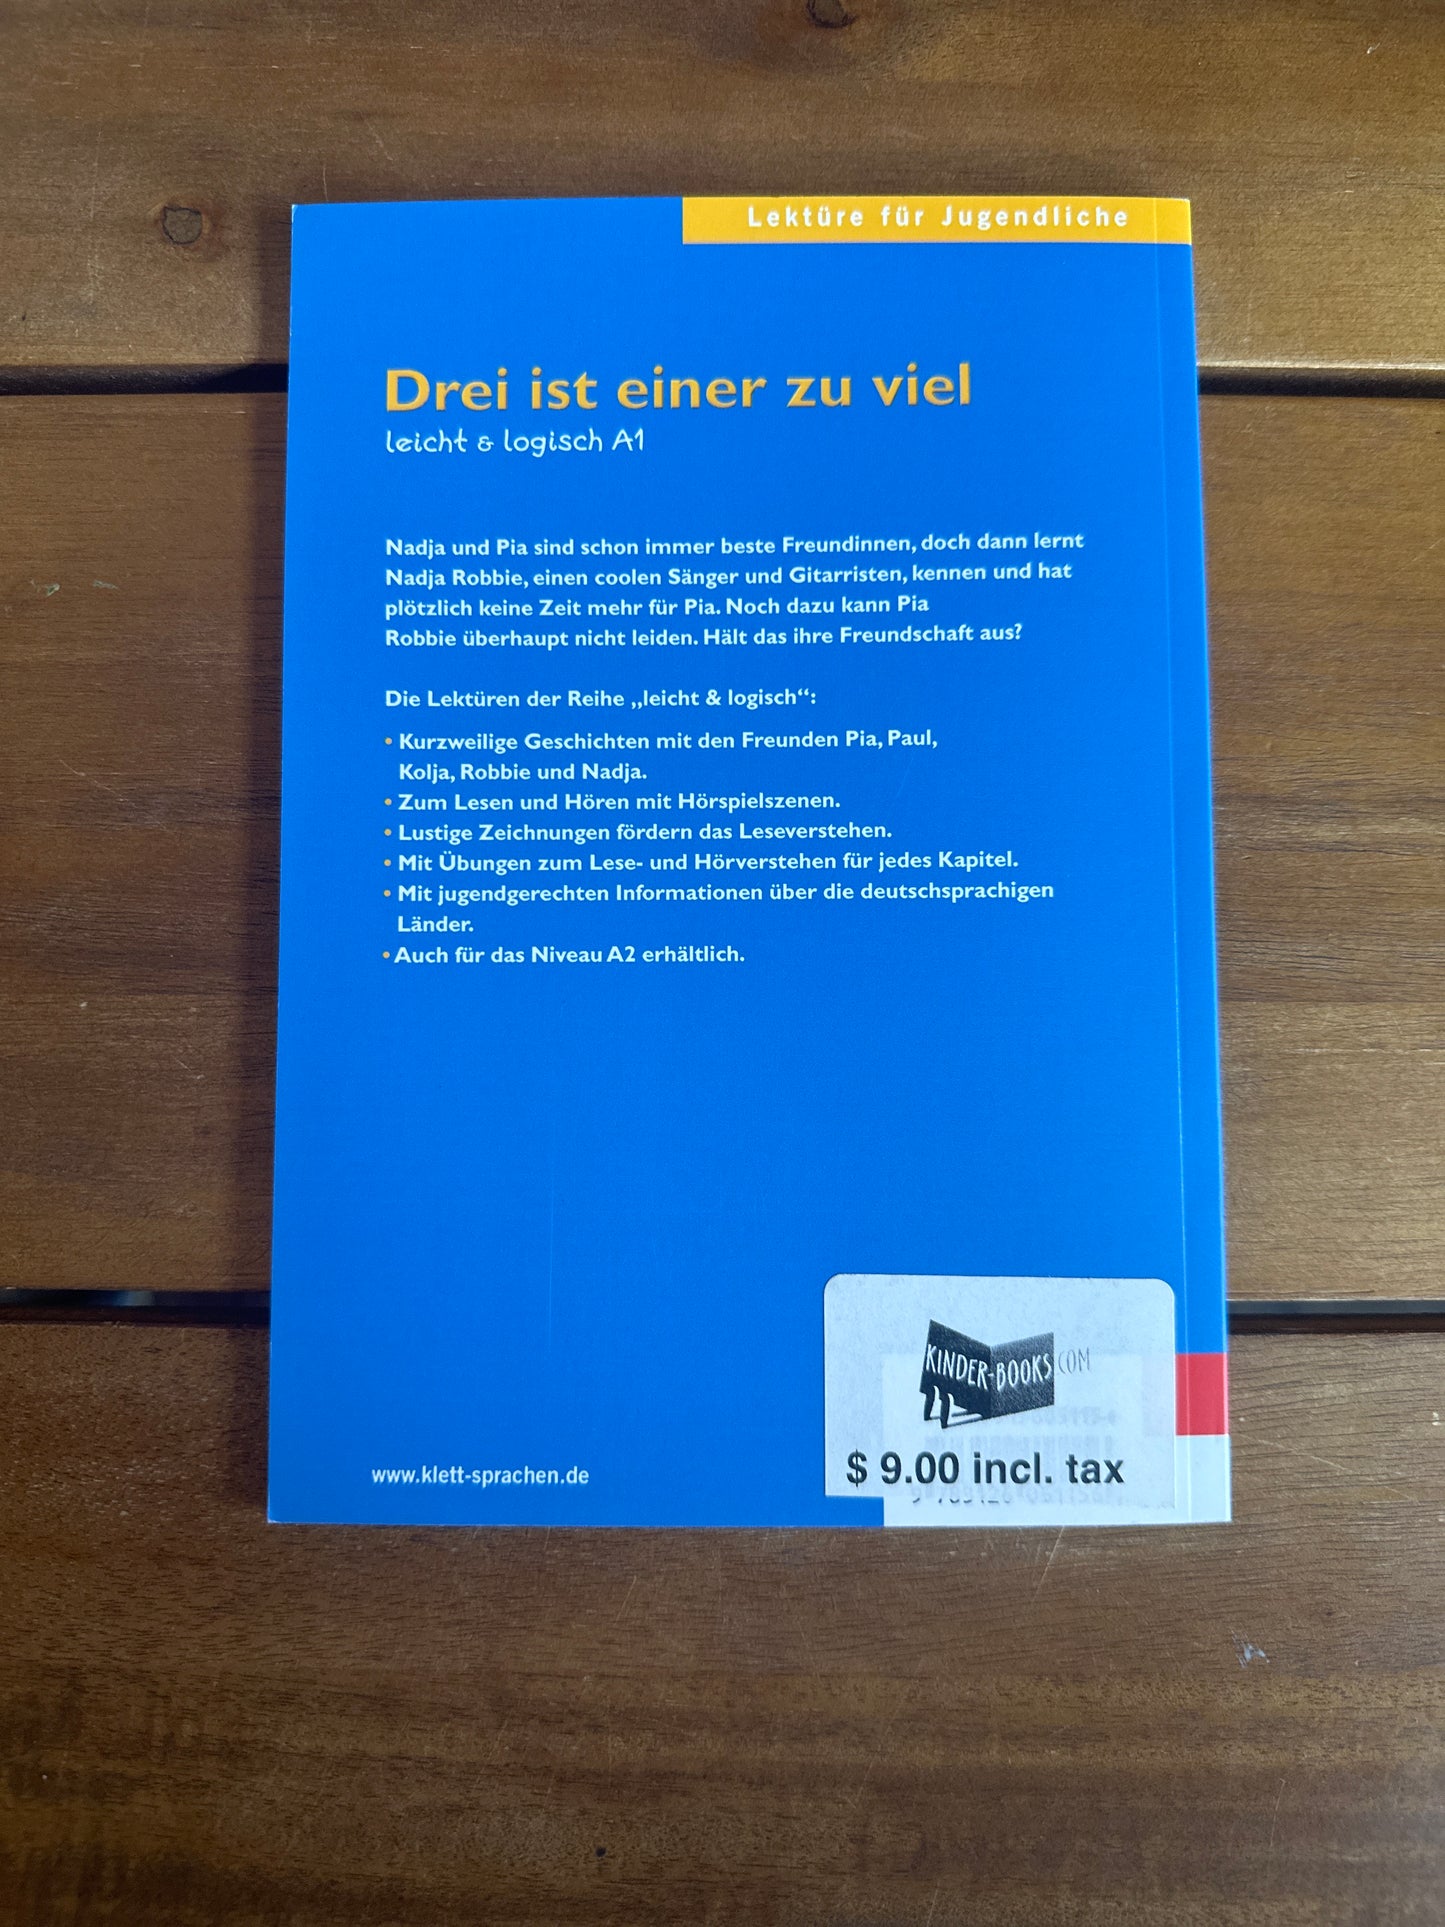 Lektüre für Jugendliche
Drei ist einer zu viel
leicht & logisch A1
Nadja und Pia sind schon immer beste Freundinnen, doch dann lernt
Nadja Robbie, einen coolen Sänger und Gitarristen, kennen und hat
plötzlich keine Zeit mehr für Pia. Noch dazu kann Pia
Robbie überhaupt nicht leiden. Hält das ihre Freundschaft aus?
Die Lektüren der Reihe „leicht & logisch“:
• Kurzweilige Geschichten mit den Freunden Pia, Paul,
Kolja, Robbie und Nadja.
• Zum Lesen und Hören mit Hörspielszenen.
• Lustige Zeichnungen fördern das Leseverstehen.
• Mit Übungen zum Lese- und Hörverstehen für jedes Kapitel.
• Mit jugendgerechten Informationen über die deutschsprachigen
Länder.
• Auch für das Niveau A2 erhältlich.
KINDER-BOOKS.COM
$ 9.00 incl. tax
www.klett-sprachen.de